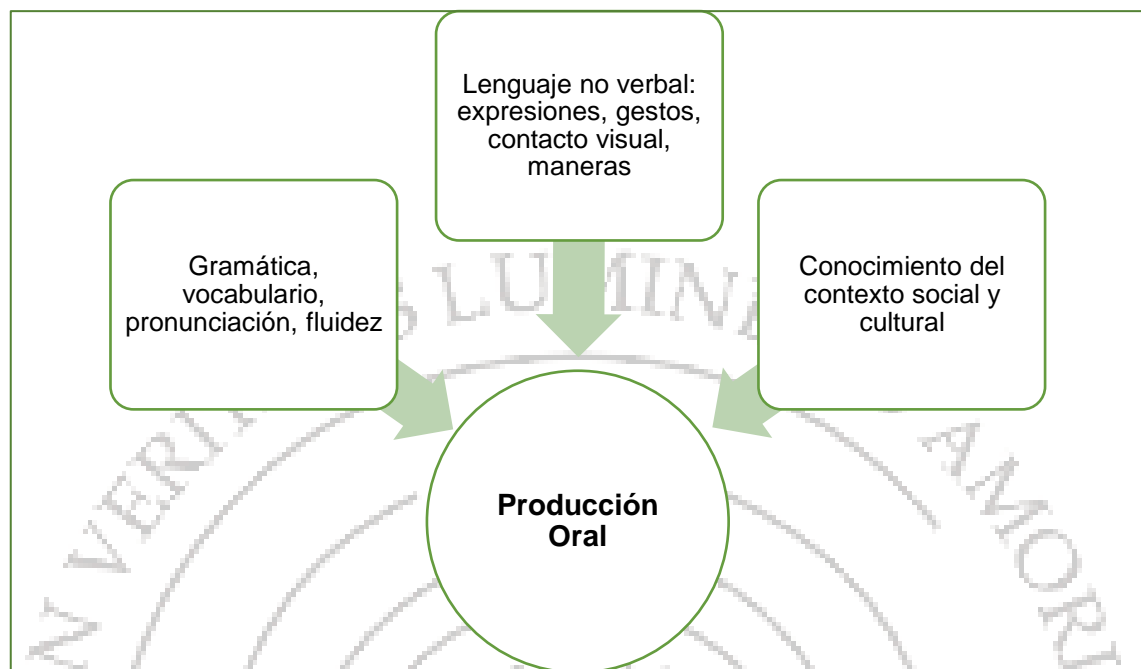 Lenguaje no verbal:
expresiones, gestos,
contacto visual,
maneras
Gramática,
vocabulario,
pronunciación, fluidez
Conocimiento del
contexto social y
cultural
Producción
Oral